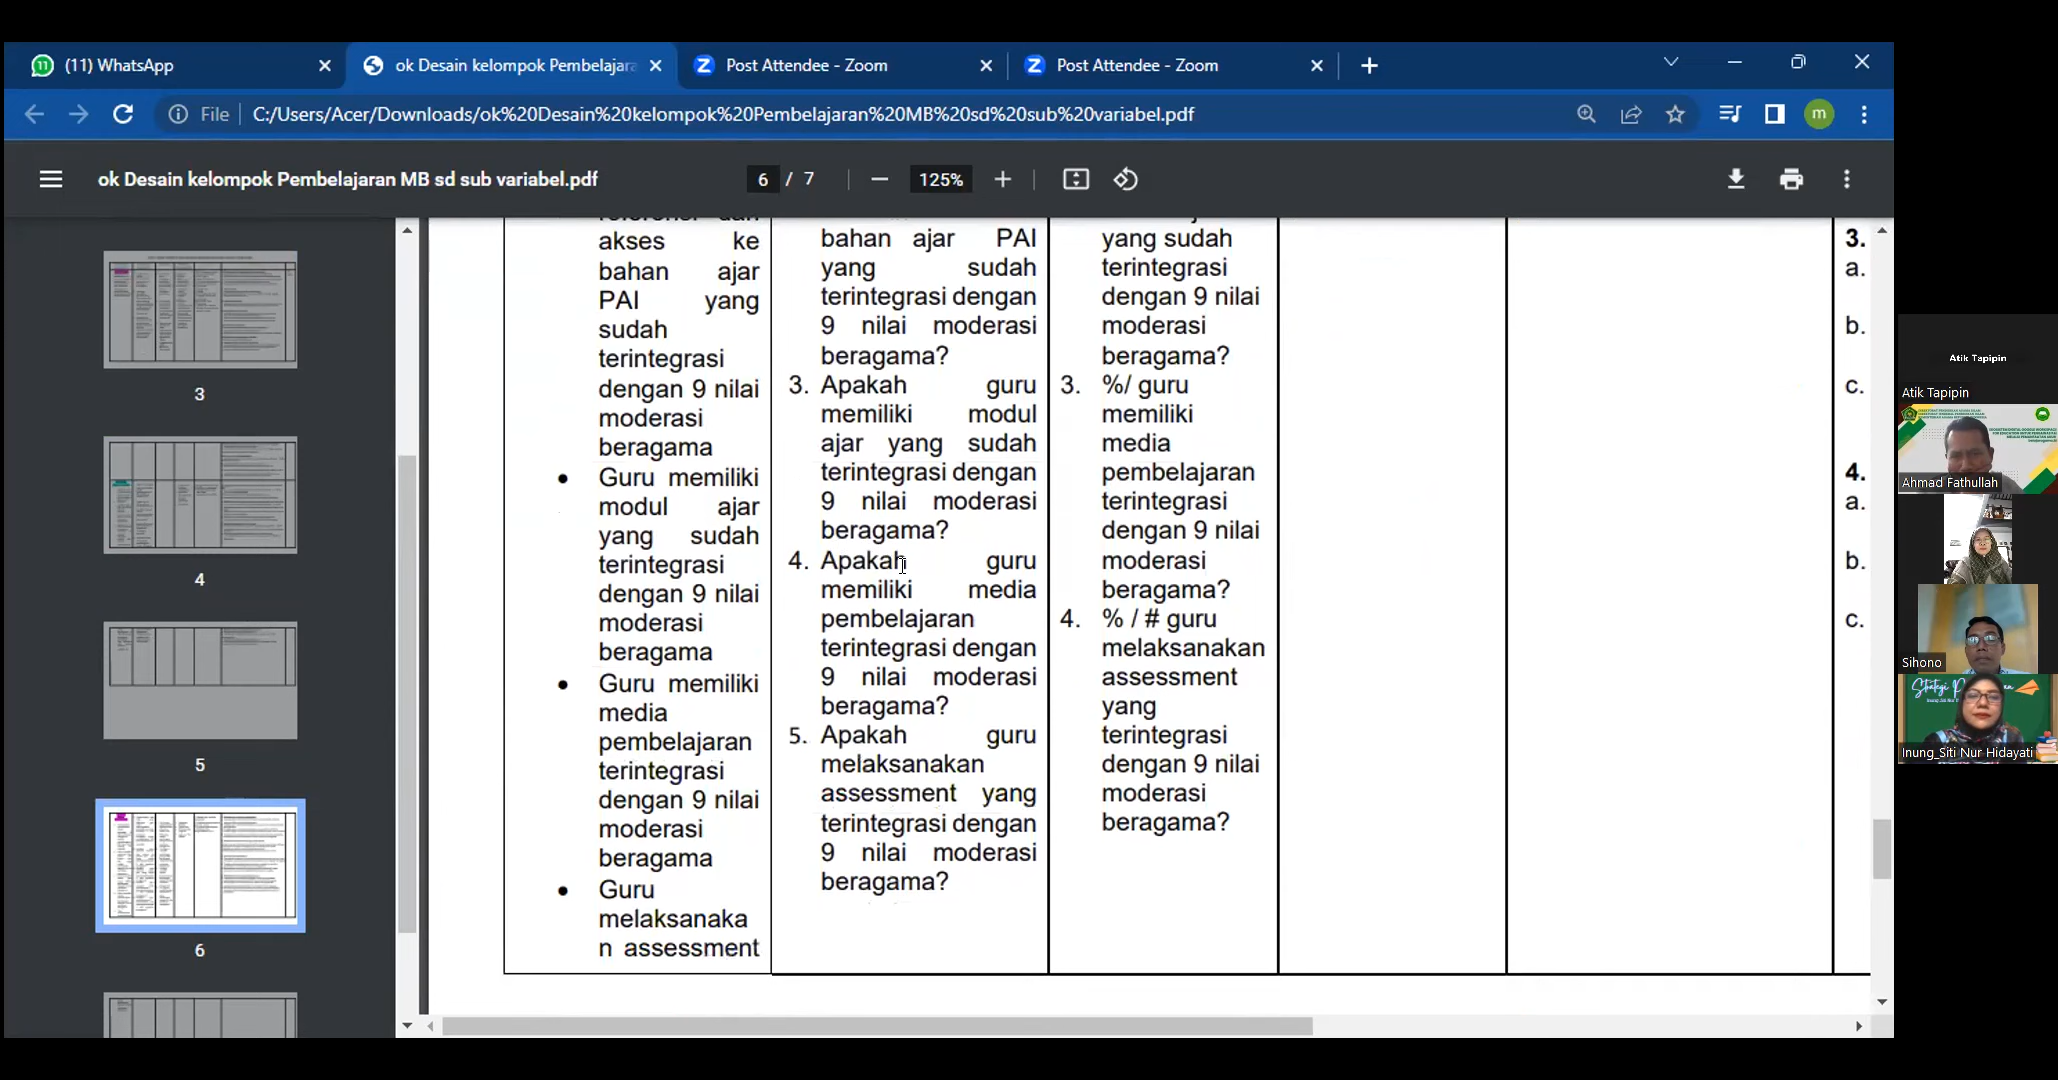 (11) WhatsApp
ok Desain kelompok Pembelajara
Post Attendee - Zoom
Post Attendee - Zoom
File
C:/Users/Acer/Downloads/ok%20Desain%20kelompok%20Pembelajaran%20MB%20sd%20sub%20variabel.pdf
m
ok Desain kelompok Pembelajaran MB sd sub variabel.pdf
6 / 7
125%
3
4
5
6
akses ke
bahan ajar
PAI yang
sudah
terintegrasi
dengan 9 nilai
moderasi
beragama
• Guru memiliki
modul ajar
yang sudah
terintegrasi
dengan 9 nilai
moderasi
beragama
• Guru memiliki
media
pembelajaran
terintegrasi
dengan 9 nilai
moderasi
beragama
• Guru
melaksanaka
n assessment
bahan ajar PAI
yang sudah
terintegrasi dengan
9 nilai moderasi
beragama?
3. Apakah guru
memiliki modul
ajar yang sudah
terintegrasi dengan
9 nilai moderasi
beragama?
4. Apakah guru
memiliki media
pembelajaran
terintegrasi dengan
9 nilai moderasi
beragama?
5. Apakah guru
melaksanakan
assessment yang
terintegrasi dengan
9 nilai moderasi
beragama?
yang sudah
terintegrasi
dengan 9 nilai
moderasi
beragama?
3. %/ guru
memiliki
media
pembelajaran
terintegrasi
dengan 9 nilai
moderasi
beragama?
4. % / # guru
melaksanakan
assessment
yang
terintegrasi
dengan 9 nilai
moderasi
beragama?
3.
a.
b.
c.
4.
a.
b.
c.
Atik Tapipin
Atik Tapipin
Ahmad Fathullah
Sihono
Inung_Siti Nur Hidayati